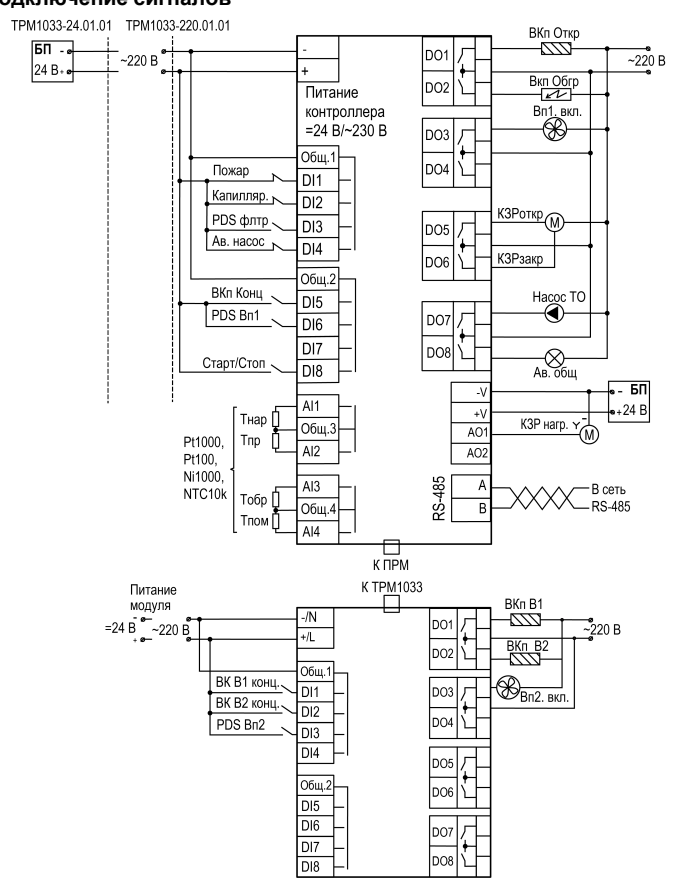 одключение сигналов
ТРМ1033-24.01.01 ТРМ1033-220.01.01
БП -
24 В +
~220 В
-
+
Питание
контроллера
=24 В/~230 В
Общ.1
Пожар DI1
Капилляр. DI2
PDS флтр DI3
Ав. насос DI4
Общ.2
ВКп Конц DI5
PDS Вп1 DI6
DI7
Старт/Стоп DI8
AI1
Тнар
Общ.3
Тпр
AI2
Pt1000,
Pt100,
Ni1000,
NTC10k
AI3
Тобр
Общ.4
Тпом
AI4
DO1
ВКп Откр
~220 В
DO2
Вкп Обгр
Вп1. вкл.
DO3
DO4
КЗРоткр
М
DO5
DO6
КЗРзакр
Насос ТО
DO7
DO8
Ав. общ
-V
+V
AO1
AO2
- БП
+ 24 В
КЗР нагр.
М
RS-485
A
B
В сеть
RS-485
К ПРМ
К ТРМ1033
Питание
модуля
-
=24 В
+
~220 В
-/N
+/L
Общ.1
ВК В1 конц. DI1
ВК В2 конц. DI2
PDS Вп2 DI3
DI4
Общ.2
DI5
DI6
DI7
DI8
ВКп В1
DO1
~220 В
DO2
ВКп В2
DO3
Вп2. вкл.
DO4
DO5
DO6
DO7
DO8